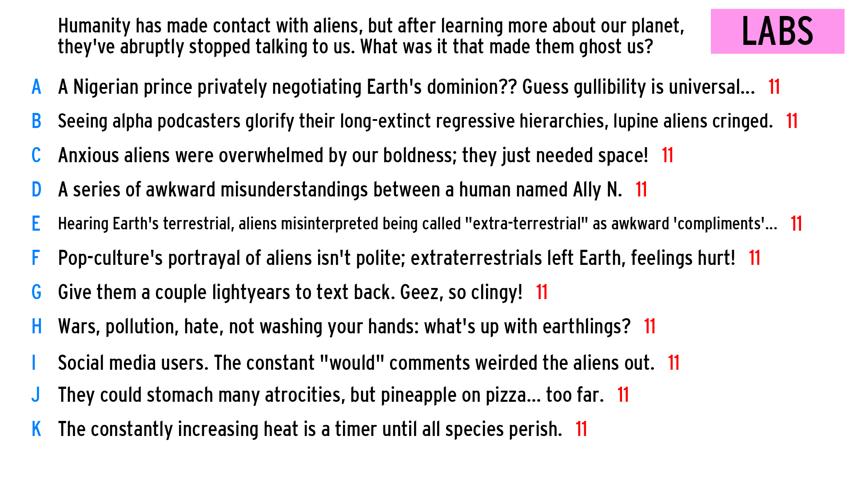 Humanity has made contact with aliens, but after learning more about our planet,
they've abruptly stopped talking to us. What was it that made them ghost us?
LABS
A A Nigerian prince privately negotiating Earth's dominion?? Guess gullibility is universal... 11
B Seeing alpha podcasters glorify their long-extinct regressive hierarchies, lupine aliens cringed. 11
C Anxious aliens were overwhelmed by our boldness; they just needed space! 11
D A series of awkward misunderstandings between a human named Ally N. 11
E Hearing Earth's terrestrial, aliens misinterpreted being called "extra-terrestrial" as awkward 'compliments'... 11
F Pop-culture's portrayal of aliens isn't polite; extraterrestrials left Earth, feelings hurt! 11
G Give them a couple lightyears to text back. Geez, so clingy! 11
H Wars, pollution, hate, not washing your hands: what's up with earthlings? 11
I Social media users. The constant "would" comments weirded the aliens out. 11
J They could stomach many atrocities, but pineapple on pizza... too far. 11
K The constantly increasing heat is a timer until all species perish. 11